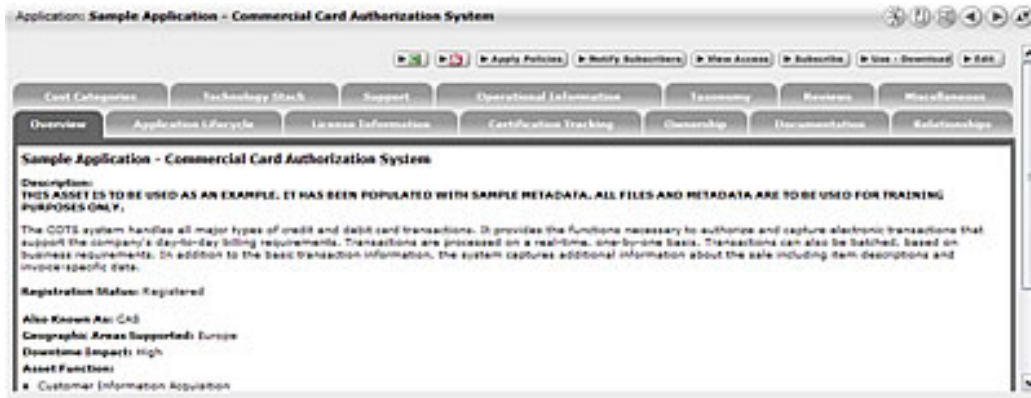 Application: Sample Application - Commercial Card Authorization System
Apply Policies Notify Subscribers View Access Subscribe Use - Download Edit
Cost Categories Technology Stack Support Operational Information Taxonomy Reviews Miscellaneous
Overview Application Lifecycle License Information Certification Tracking Ownership Documentation Relationships
Sample Application - Commercial Card Authorization System
Description:
THIS ASSET IS TO BE USED AS AN EXAMPLE. IT HAS BEEN POPULATED WITH SAMPLE METADATA. ALL FILES AND METADATA ARE TO BE USED FOR TRAINING
PURPOSES ONLY.
The COTS system handles all major types of credit and debit card transactions. It provides the functions necessary to authorize and capture electronic transactions that
support the company's day-to-day billing requirements. Transactions are processed on a real-time, one-by-one basis. Transactions can also be batched, based on
business requirements. In addition to the basic transaction information, the system captures additional information about the sale including item descriptions and
invoice-specific data.
Registration Status: Registered
Also Known As: CAS
Geographic Areas Supported: Europe
Downtime Impact: High
Asset Function:
• Customer Information Acquisition